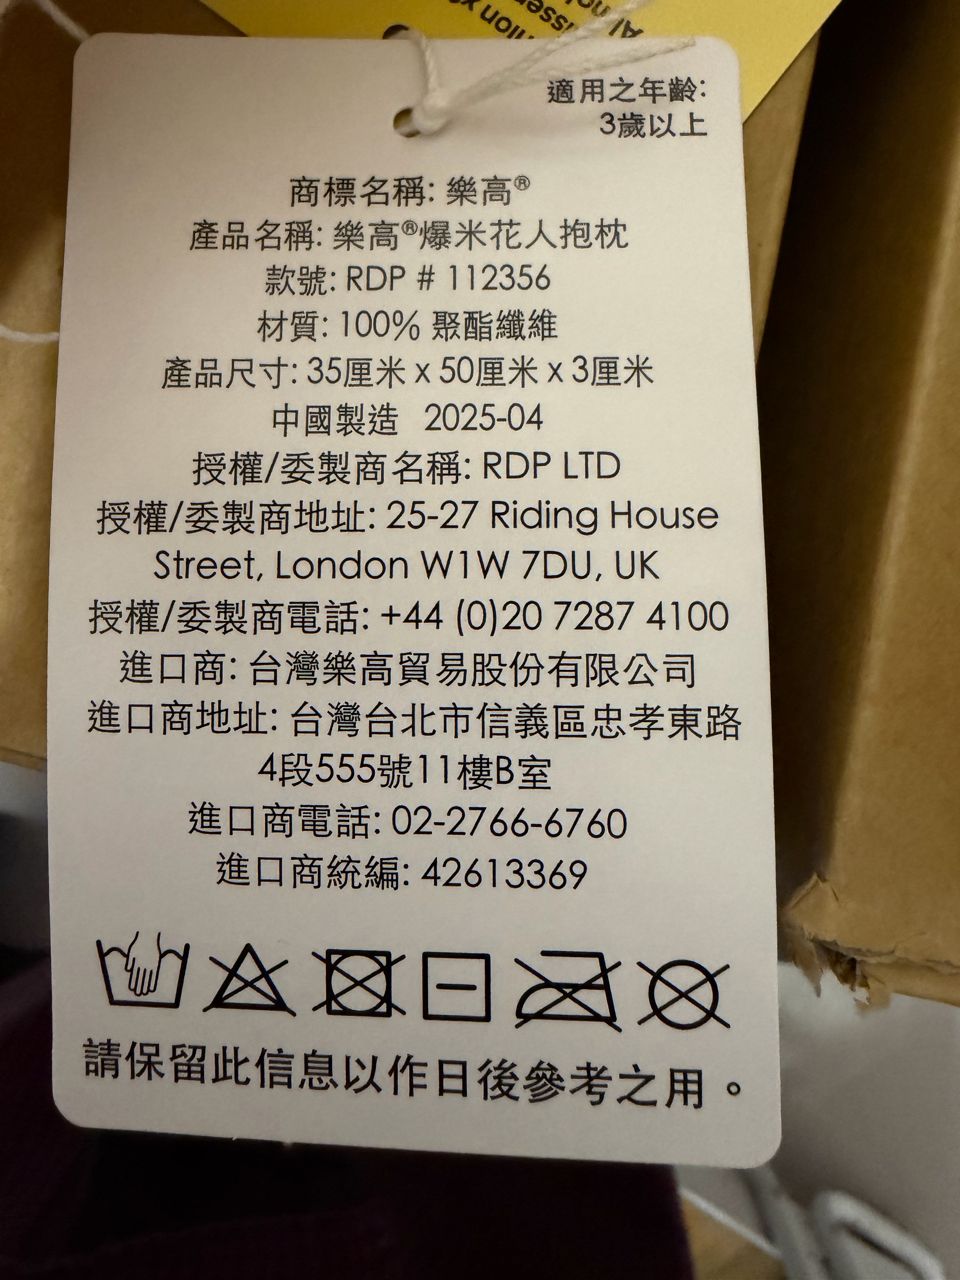 適用之年齡:
3歲以上
商標名稱: 樂高®
產品名稱: 樂高®爆米花人抱枕
款號: RDP # 112356
材質: 100% 聚酯纖維
產品尺寸: 35厘米 x 50厘米 x 3厘米
中國製造 2025-04
授權/委製商名稱: RDP LTD
授權/委製商地址: 25-27 Riding House
Street, London W1W 7DU, UK
授權/委製商電話: +44 (0)20 7287 4100
進口商: 台灣樂高貿易股份有限公司
進口商地址: 台灣台北市信義區忠孝東路
4段555號11樓B室
進口商電話: 02-2766-6760
進口商統編: 42613369
請保留此信息以作日後參考之用。